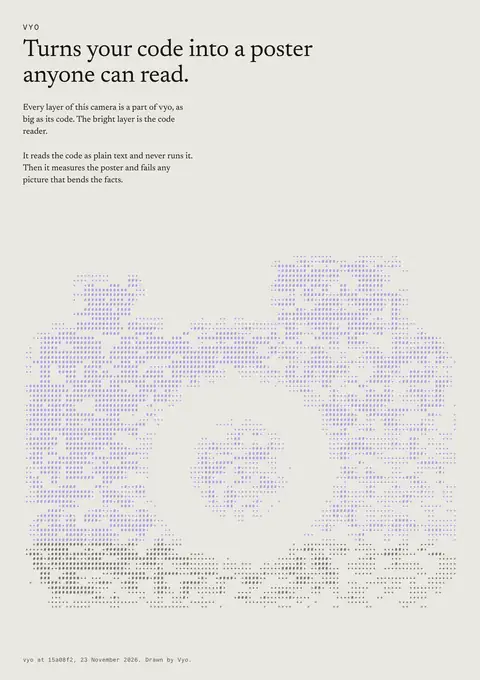 VYO
Turns your code into a poster
anyone can read.
Every layer of this camera is a part of vyo, as
big as its code. The bright layer is the code
reader.
It reads the code as plain text and never runs it.
Then it measures the poster and fails any
picture that bends the facts.
vyo at 15a08f2, 23 November 2026. Drawn by Vyo.